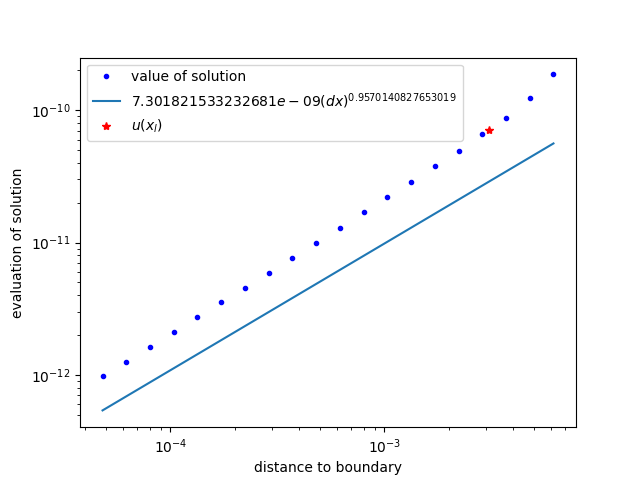 value of solution
7.301821533232681e − 09(dx)^0.9570140827653019
u(x_l)
10^−10
10^−11
10^−12
evaluation of solution
10^−4
10^−3
distance to boundary